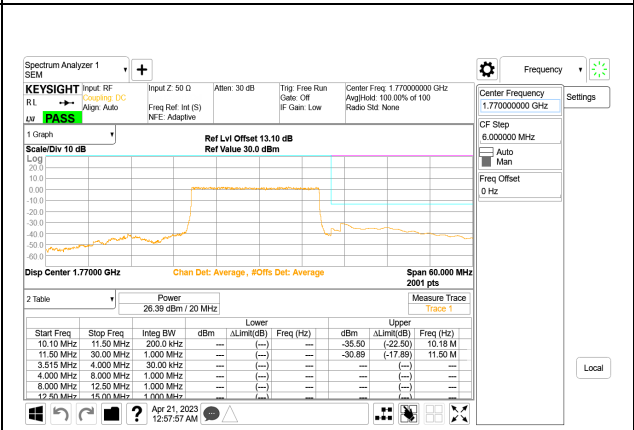 Spectrum Analyzer 1
SEM
Frequency
KEYSIGHT Input: RF Input Z: 50 Ω Atten: 30 dB Trig: Free Run Center Freq: 1.770000000 GHz
RL Coupling: DC Gate: Off Avg|Hold: 100.00% of 100
Align: Auto Freq Ref: Int (S) IF Gain: Low Radio Std: None
LXI PASS NFE: Adaptive
Center Frequency
1.770000000 GHz
Settings
CF Step
6.000000 MHz
Auto
Man
Freq Offset
0 Hz
1 Graph
Ref Lvl Offset 13.10 dB
Scale/Div 10 dB Ref Value 30.0 dBm
Log
20.0
10.0
0.00
-10.0
-20.0
-30.0
-40.0
-50.0
-60.0
Disp Center 1.77000 GHz Chan Det: Average, #Offs Det: Average Span 60.000 MHz
2001 pts
2 Table Power Measure Trace
26.39 dBm / 20 MHz Trace 1
Lower Upper
Start Freq Stop Freq Integ BW dBm ΔLimit(dB) Freq (Hz) dBm ΔLimit(dB) Freq (Hz)
10.10 MHz 11.50 MHz 200.0 kHz --- (---) --- -35.50 (-22.50) 10.18 M
11.50 MHz 30.00 MHz 1.000 MHz --- (---) --- -30.89 (-17.89) 11.50 M
3.515 MHz 4.000 MHz 30.00 kHz --- (---) --- --- (---) ---
4.000 MHz 8.000 MHz 1.000 MHz --- (---) --- --- (---) ---
8.000 MHz 12.50 MHz 1.000 MHz --- (---) --- --- (---) ---
12.50 MHz 15.00 MHz 1.000 MHz --- (---) --- --- (---) ---
Local
Apr 21, 2023
12:57:57 AM